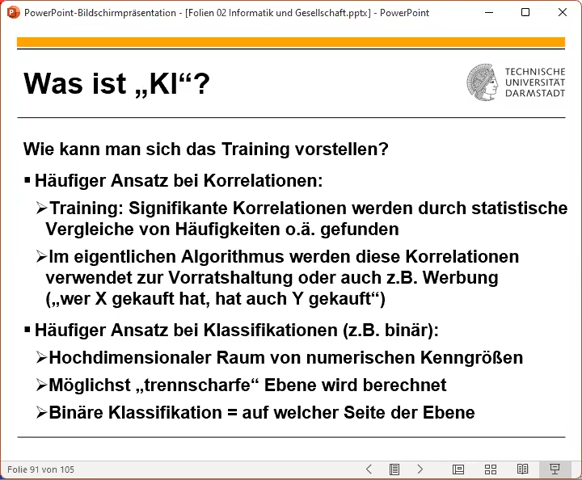 PowerPoint-Bildschirmpräsentation - [Folien 02 Informatik und Gesellschaft.pptx] - PowerPoint
Was ist „KI“?
TECHNISCHE
UNIVERSITÄT
DARMSTADT
Wie kann man sich das Training vorstellen?
▪ Häufiger Ansatz bei Korrelationen:
➢Training: Signifikante Korrelationen werden durch statistische
Vergleiche von Häufigkeiten o.ä. gefunden
➢Im eigentlichen Algorithmus werden diese Korrelationen
verwendet zur Vorratshaltung oder auch z.B. Werbung
(„wer X gekauft hat, hat auch Y gekauft“)
▪ Häufiger Ansatz bei Klassifikationen (z.B. binär):
➢Hochdimensionaler Raum von numerischen Kenngrößen
➢Möglichst „trennscharfe“ Ebene wird berechnet
➢Binäre Klassifikation = auf welcher Seite der Ebene
Folie 91 von 105